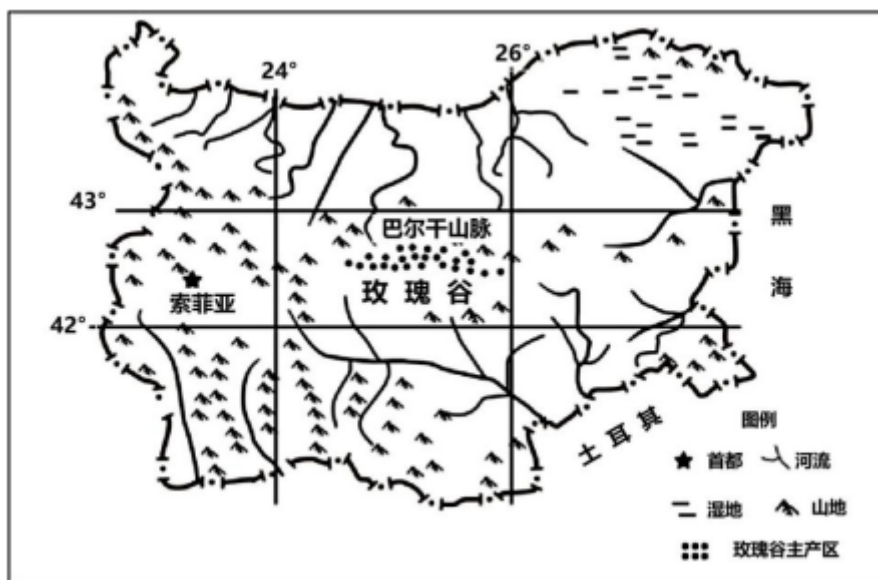 24°
26°
43°
巴尔干山脉
黑
海
索菲亚
玫瑰谷
42°
土耳其
图例
首都
河流
湿地
山地
玫瑰谷主产区